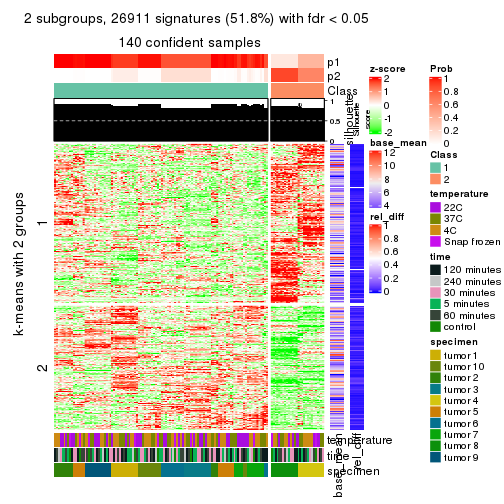 2 subgroups, 26911 signatures (51.8%) with fdr < 0.05
140 confident samples
p1
p2
Class
1
0.5
0
silhouette
Silhouette
score
k-means with 2 groups
1
2
temperature
time
specimen
base_mean
rel_diff
z-score
2
1
0
-1
-2
base_mean
12
10
8
6
4
rel_diff
1
0.8
0.6
0.4
0.2
0
Prob
1
0.8
0.6
0.4
0.2
0
Class
1
2
temperature
22C
37C
4C
Snap frozen
time
120 minutes
240 minutes
30 minutes
5 minutes
60 minutes
control
specimen
tumor 1
tumor 10
tumor 2
tumor 3
tumor 4
tumor 5
tumor 6
tumor 7
tumor 8
tumor 9